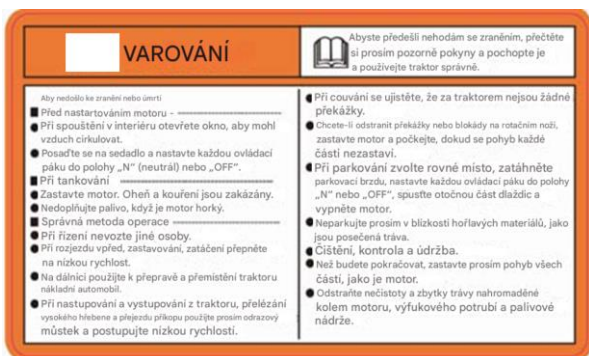 VAROVÁNÍ
Abyste předešli nehodám se zraněním, přečtěte
si prosím pozorně pokyny a pochopte je
a používejte traktor správně.
Aby nedošlo ke zranění nebo úmrtí
Před nastartováním motoru -
Při spouštění v interiéru otevřete okno, aby mohl
vzduch cirkulovat.
Posaďte se na sedadlo a nastavte každou ovládací
páku do polohy „N" (neutrál) nebo „OFF".
Při tankování
Zastavte motor. Oheň a kouření jsou zakázány.
Nedoplňujte palivo, když je motor horký.
Správná metoda operace
Při řízení nevozte jiné osoby.
Při rozjezdu vpřed, zastavování, zatáčení přepněte
na nízkou rychlost.
Na dálnici použijte k přepravě a přemístění traktoru
nákladní automobil.
Při nastupování a vystupování z traktoru, přelézání
vysokého hřebene a přejezdu příkopu použijte prosím odrazový
můstek a postupujte nízkou rychlostí.
Při couvání se ujistěte, že za traktorem nejsou žádné
překážky.
Chcete-li odstranit překážky nebo blokády na rotačním noži,
zastavte motor a počkejte, dokud se pohyb každé
části nezastaví.
Při parkování zvolte rovné místo, zatáhněte
parkovací brzdu, nastavte každou ovládací páku do polohy
„N" nebo „OFF", spusťte otočnou část dlaždic a
vypněte motor.
Neparkujte prosím v blízkosti hořlavých materiálů, jako
jsou posečená tráva.
Čištění, kontrola a údržba.
Než budete pokračovat, zastavte prosím pohyb všech
částí, jako je motor.
Odstraňte nečistoty a zbytky trávy nahromaděné
kolem motoru, výfukového potrubí a palivové
nádrže.